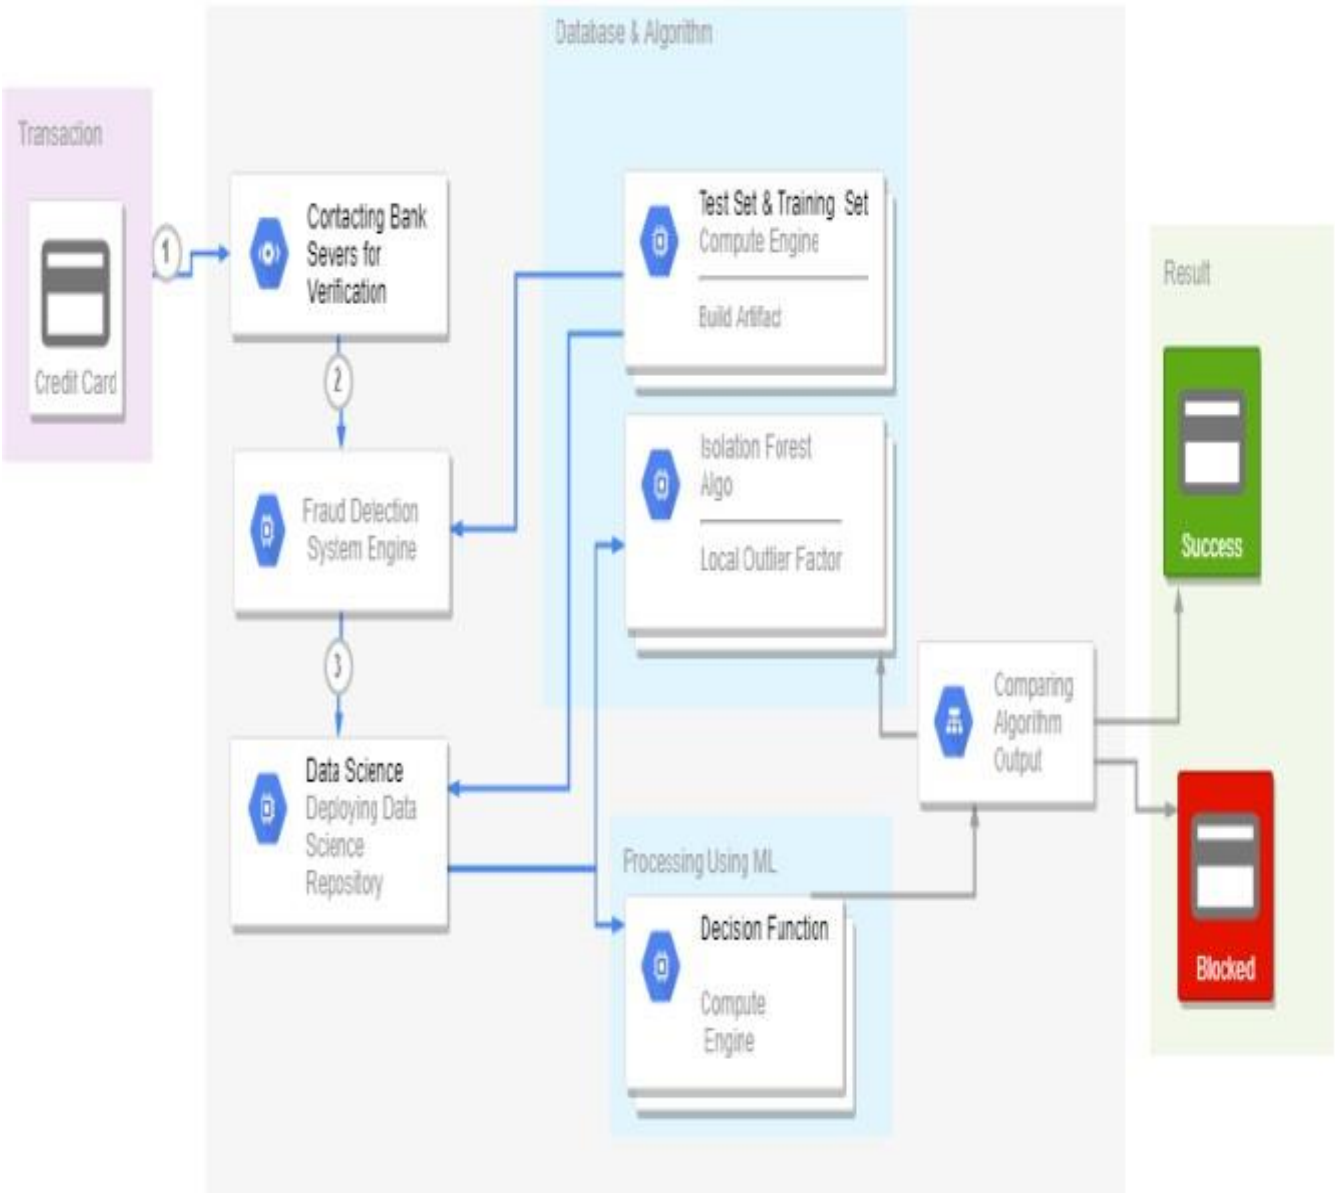 Database & Algorithm
Transaction
Credit Card
1
Cortacting Bank
Severs for
Verification
2
Fraud Delection
System Engine
3
Data Science
Deploying Data
Science
Repository
Test Set & Training Set
Compute Engine
Build Artifact
Isolation Forest
Algo
Local Outlier Factor
Processing Using ML
Decision Function
Compute
Engine
Comparing
Algorithm
Output
Result
Success
Blocked